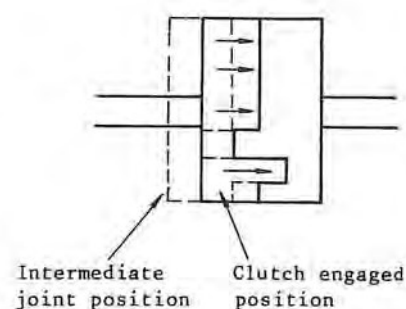 Intermediate
joint position
Clutch engaged
position